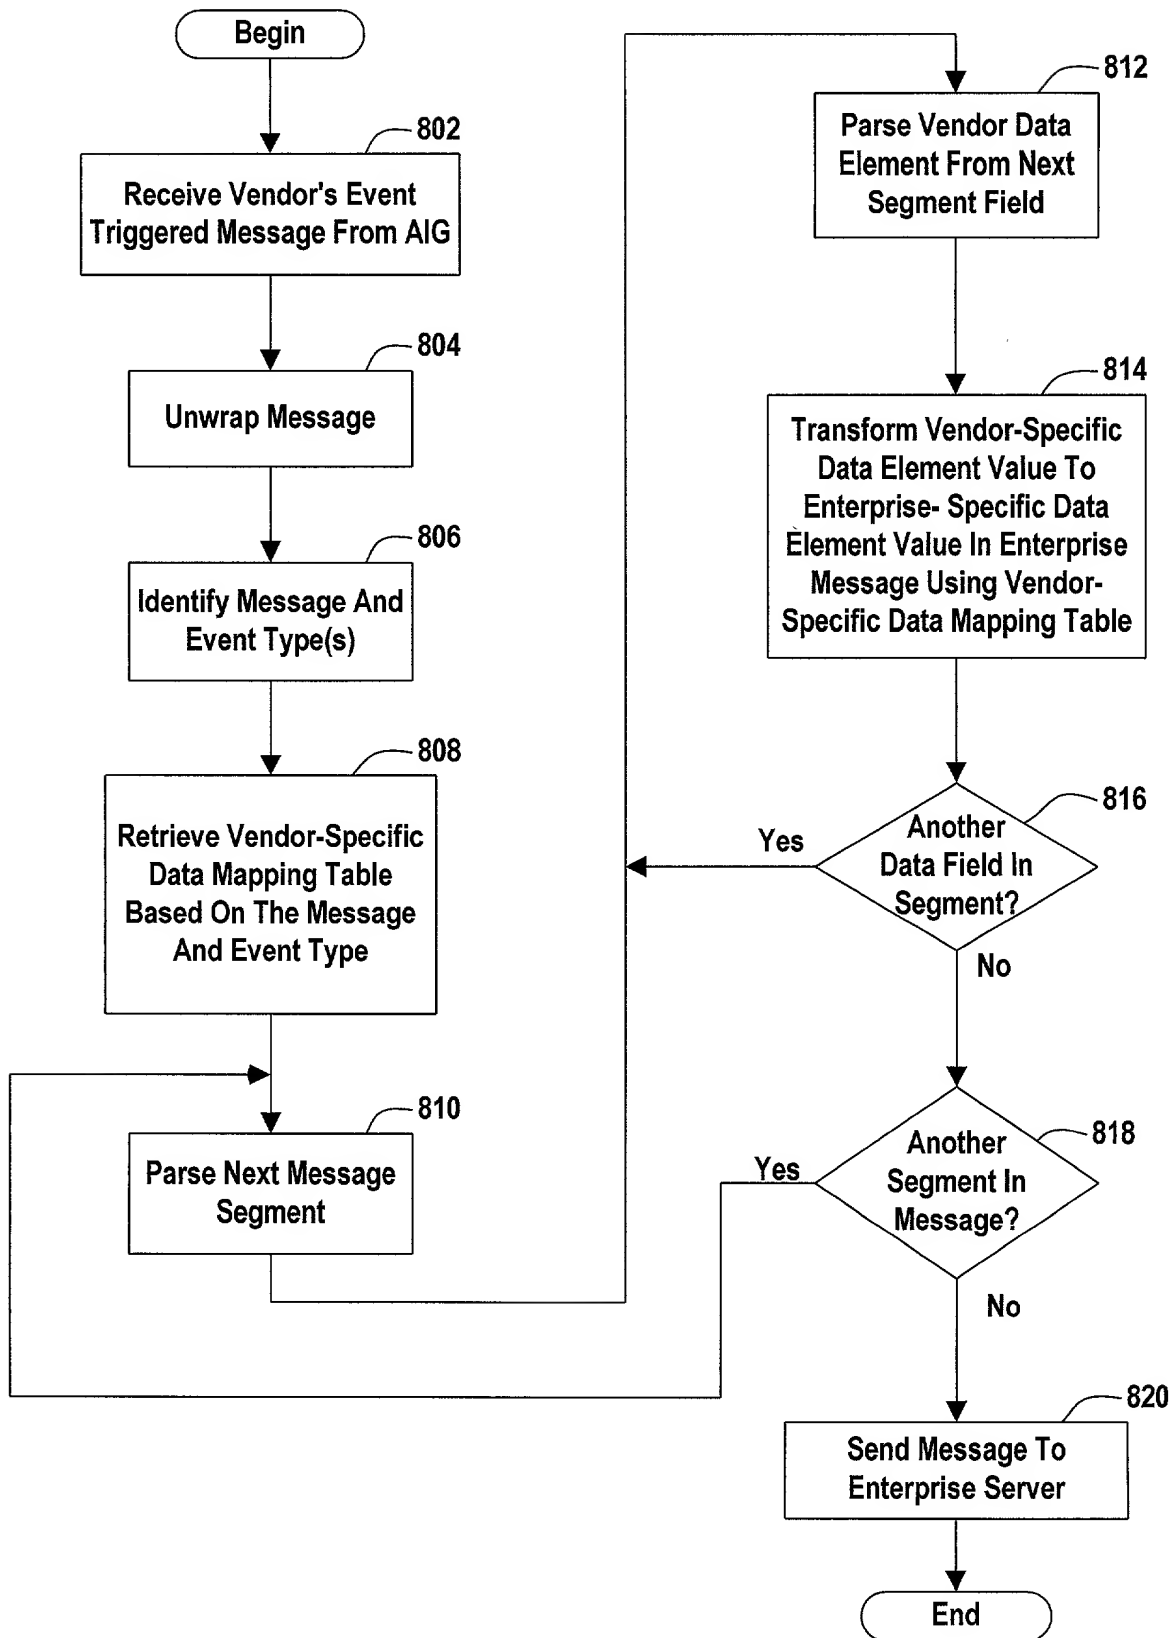 Begin
802
Receive Vendor's Event
Triggered Message From AIG
804
Unwrap Message
806
Identify Message And
Event Type(s)
808
Retrieve Vendor-Specific
Data Mapping Table
Based On The Message
And Event Type
810
Parse Next Message
Segment
812
Parse Vendor Data
Element From Next
Segment Field
814
Transform Vendor-Specific
Data Element Value To
Enterprise- Specific Data
Element Value In Enterprise
Message Using Vendor-
Specific Data Mapping Table
816
Another
Data Field In
Segment?
Yes
No
818
Another
Segment In
Message?
Yes
No
820
Send Message To
Enterprise Server
End